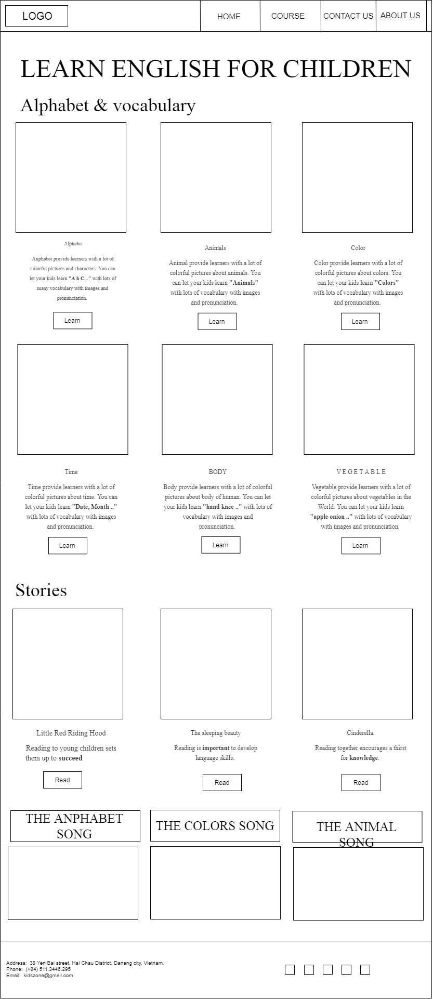 LOGO
HOME
COURSE
CONTACT US
ABOUT US
LEARN ENGLISH FOR CHILDREN
Alphabet & vocabulary
Alphabe
Anphabet provide learners with a lot of
colorful pictures and characters. You can
let your kids learn "A b C..." with lots of
many vocabulary with images and
pronunciation.
Learn
Animals
Animal provide learners with a lot of
colorful pictures about animals. You
can let your kids learn "Animals"
with lots of vocabulary with images
and pronunciation.
Learn
Color
Color provide learners with a lot of
colorful pictures about colors. You
can let your kids learn "Colors"
with lots of vocabulary with images
and pronunciation.
Learn
Time
Time provide learners with a lot of
colorful pictures about time. You can
let your kids learn "Date, Month .."
with lots of vocabulary with images
and pronunciation.
Learn
BODY
Body provide learners with a lot of colorful
pictures about body of human. You can let
your kids learn "hand knee .." with lots of
vocabulary with images and
pronunciation.
Learn
VEGETABLE
Vegetable provide learners with a lot of
colorful pictures about vegetables in the
World. You can let your kids learn
"apple onion .." with lots of vocabulary
with images and pronunciation.
Learn
Stories
Little Red Riding Hood
Reading to young children sets
them up to succeed
Read
The sleeping beauty
Reading is important to develop
language skills.
Read
Cinderella.
Reading together encourages a thirst
for knowledge.
Read
THE ANPHABET
SONG
THE COLORS SONG
THE ANIMAL
SONG
Address: 38 Yen Bai street, Hai Chau District, Danang city, Vietnam.
Phone: (+84) 511.3446.295
Email: kidszone@gmail.com